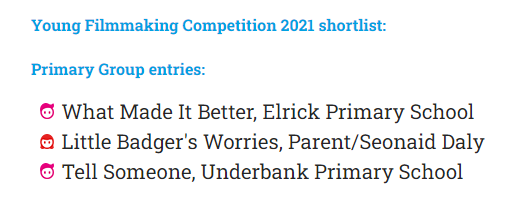 Young Filmmaking Competition 2021 shortlist:
Primary Group entries:
What Made It Better, Elrick Primary School
Little Badger's Worries, Parent/Seonaid Daly
Tell Someone, Underbank Primary School